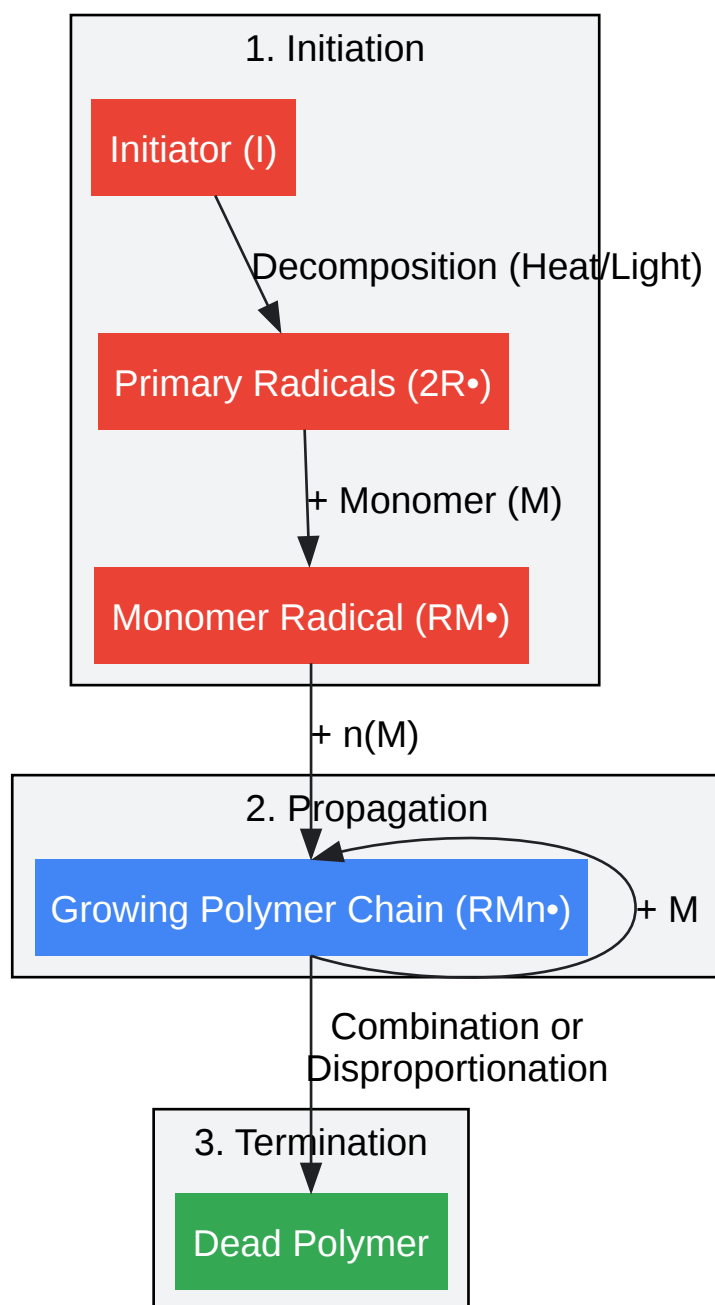 1. Initiation
Initiator (I)
Decomposition (Heat/Light)
Primary Radicals (2R•)
+ Monomer (M)
Monomer Radical (RM•)
+ n(M)
2. Propagation
Growing Polymer Chain (RMn•)
+ M
Combination or
Disproportionation
3. Termination
Dead Polymer